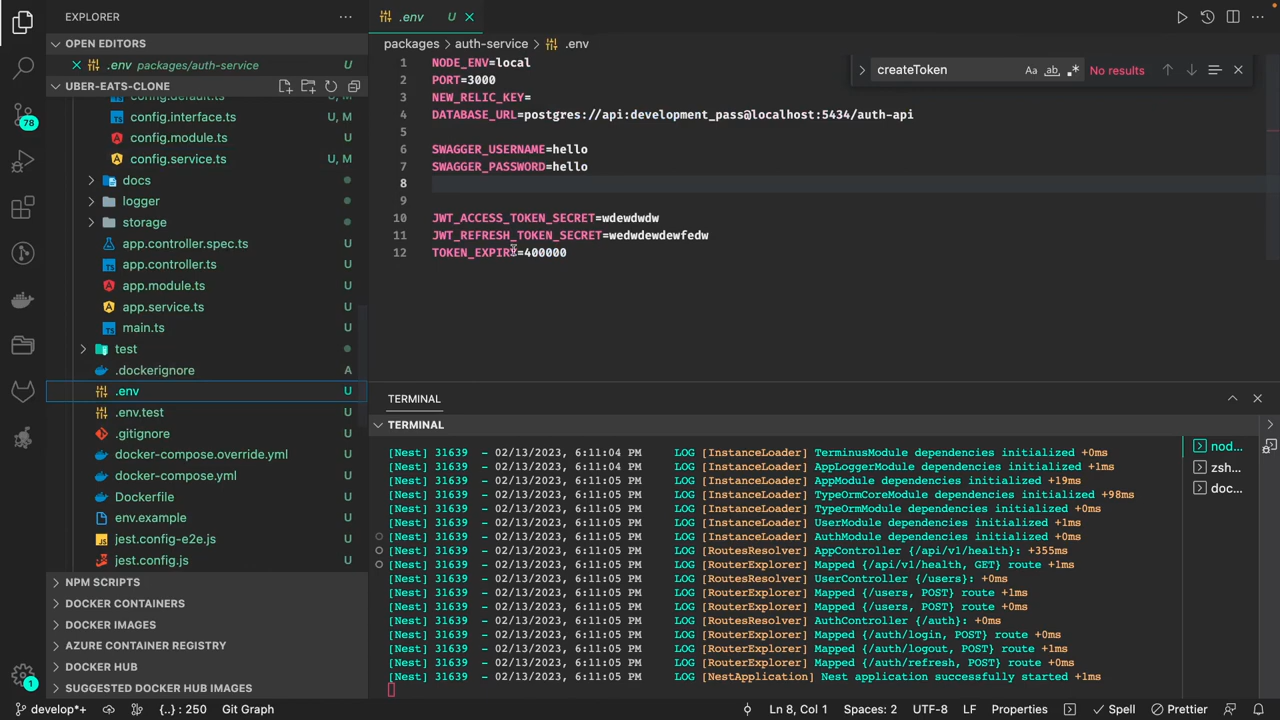 EXPLORER
OPEN EDITORS
.env packages/auth-service U
UBER-EATS-CLONE
config.default.ts
config.interface.ts U, M
config.module.ts U
config.service.ts U, M
docs
logger
storage
app.controller.spec.ts U
app.controller.ts U
app.module.ts U
app.service.ts U
main.ts U
test
.dockerignore A
.env U
.env.test U
.gitignore U
docker-compose.override.yml U
docker-compose.yml U
Dockerfile U
env.example U
jest.config-e2e.js U
jest.config.js U
NPM SCRIPTS
DOCKER CONTAINERS
DOCKER IMAGES
AZURE CONTAINER REGISTRY
DOCKER HUB
SUGGESTED DOCKER HUB IMAGES
78
1
.env U
packages > auth-service > .env
createToken Aa ab No results
1 NODE_ENV=local
2 PORT=3000
3 NEW_RELIC_KEY=
4 DATABASE_URL=postgres://api:development_pass@localhost:5434/auth-api
5
6 SWAGGER_USERNAME=hello
7 SWAGGER_PASSWORD=hello
8
9
10 JWT_ACCESS_TOKEN_SECRET=wdewdwdw
11 JWT_REFRESH_TOKEN_SECRET=wedwdewdewfedw
12 TOKEN_EXPIRY=400000
TERMINAL
TERMINAL
[Nest] 31639 - 02/13/2023, 6:11:04 PM LOG [InstanceLoader] TerminusModule dependencies initialized +0ms
[Nest] 31639 - 02/13/2023, 6:11:04 PM LOG [InstanceLoader] AppLoggerModule dependencies initialized +1ms
[Nest] 31639 - 02/13/2023, 6:11:05 PM LOG [InstanceLoader] AppModule dependencies initialized +19ms
[Nest] 31639 - 02/13/2023, 6:11:05 PM LOG [InstanceLoader] TypeOrmCoreModule dependencies initialized +98ms
[Nest] 31639 - 02/13/2023, 6:11:05 PM LOG [InstanceLoader] TypeOrmModule dependencies initialized +0ms
[Nest] 31639 - 02/13/2023, 6:11:05 PM LOG [InstanceLoader] UserModule dependencies initialized +1ms
[Nest] 31639 - 02/13/2023, 6:11:05 PM LOG [InstanceLoader] AuthModule dependencies initialized +0ms
[Nest] 31639 - 02/13/2023, 6:11:05 PM LOG [RoutesResolver] AppController {/api/v1/health}: +355ms
[Nest] 31639 - 02/13/2023, 6:11:05 PM LOG [RouterExplorer] Mapped {/api/v1/health, GET} route +1ms
[Nest] 31639 - 02/13/2023, 6:11:05 PM LOG [RoutesResolver] UserController {/users}: +0ms
[Nest] 31639 - 02/13/2023, 6:11:05 PM LOG [RouterExplorer] Mapped {/users, POST} route +1ms
[Nest] 31639 - 02/13/2023, 6:11:05 PM LOG [RouterExplorer] Mapped {/users, POST} route +0ms
[Nest] 31639 - 02/13/2023, 6:11:05 PM LOG [RoutesResolver] AuthController {/auth}: +0ms
[Nest] 31639 - 02/13/2023, 6:11:05 PM LOG [RouterExplorer] Mapped {/auth/login, POST} route +0ms
[Nest] 31639 - 02/13/2023, 6:11:05 PM LOG [RouterExplorer] Mapped {/auth/logout, POST} route +1ms
[Nest] 31639 - 02/13/2023, 6:11:05 PM LOG [RouterExplorer] Mapped {/auth/refresh, POST} route +0ms
[Nest] 31639 - 02/13/2023, 6:11:05 PM LOG [NestApplication] Nest application successfully started +1ms
node...
zsh...
doc...
develop*+ {..} : 250 Git Graph Ln 8, Col 1 Spaces: 2 UTF-8 LF Properties Spell Prettier